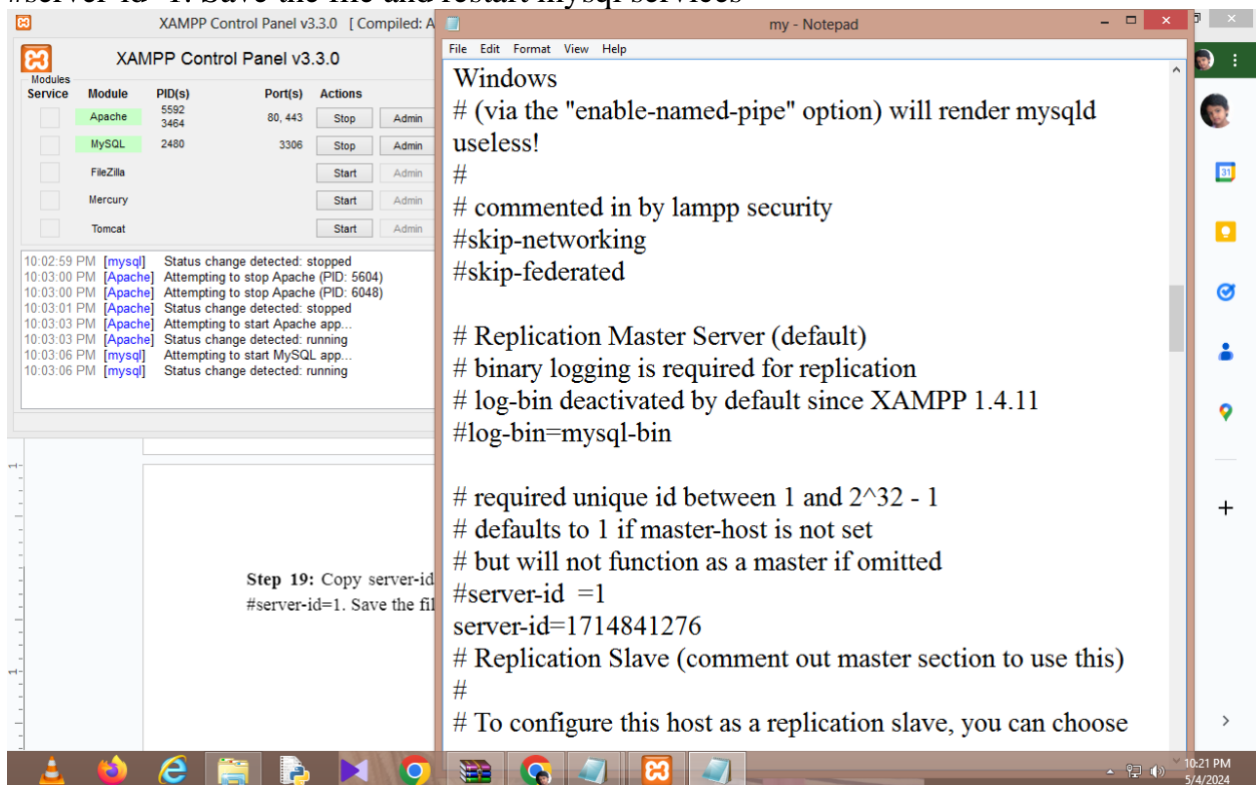 #server-id=1. Save the file and restart mysql services
XAMPP Control Panel v3.3.0 [ Compiled: A
XAMPP Control Panel v3.3.0
Modules
Service Module PID(s) Port(s) Actions
Apache 5592 3464 80, 443 Stop Admin
MySQL 2480 3306 Stop Admin
FileZilla Start Admin
Mercury Start Admin
Tomcat Start Admin
10:02:59 PM [mysql] Status change detected: stopped
10:03:00 PM [Apache] Attempting to stop Apache (PID: 5604)
10:03:00 PM [Apache] Attempting to stop Apache (PID: 6048)
10:03:01 PM [Apache] Status change detected: stopped
10:03:03 PM [Apache] Attempting to start Apache app...
10:03:03 PM [Apache] Status change detected: running
10:03:06 PM [mysql] Attempting to start MySQL app...
10:03:06 PM [mysql] Status change detected: running
Step 19: Copy server-id
#server-id=1. Save the fil
my - Notepad
File Edit Format View Help
Windows
# (via the "enable-named-pipe" option) will render mysqld
useless!
#
# commented in by lampp security
#skip-networking
#skip-federated
# Replication Master Server (default)
# binary logging is required for replication
# log-bin deactivated by default since XAMPP 1.4.11
#log-bin=mysql-bin
# required unique id between 1 and 2^32 - 1
# defaults to 1 if master-host is not set
# but will not function as a master if omitted
#server-id =1
server-id=1714841276
# Replication Slave (comment out master section to use this)
#
# To configure this host as a replication slave, you can choose
31
10:21 PM
5/4/2024